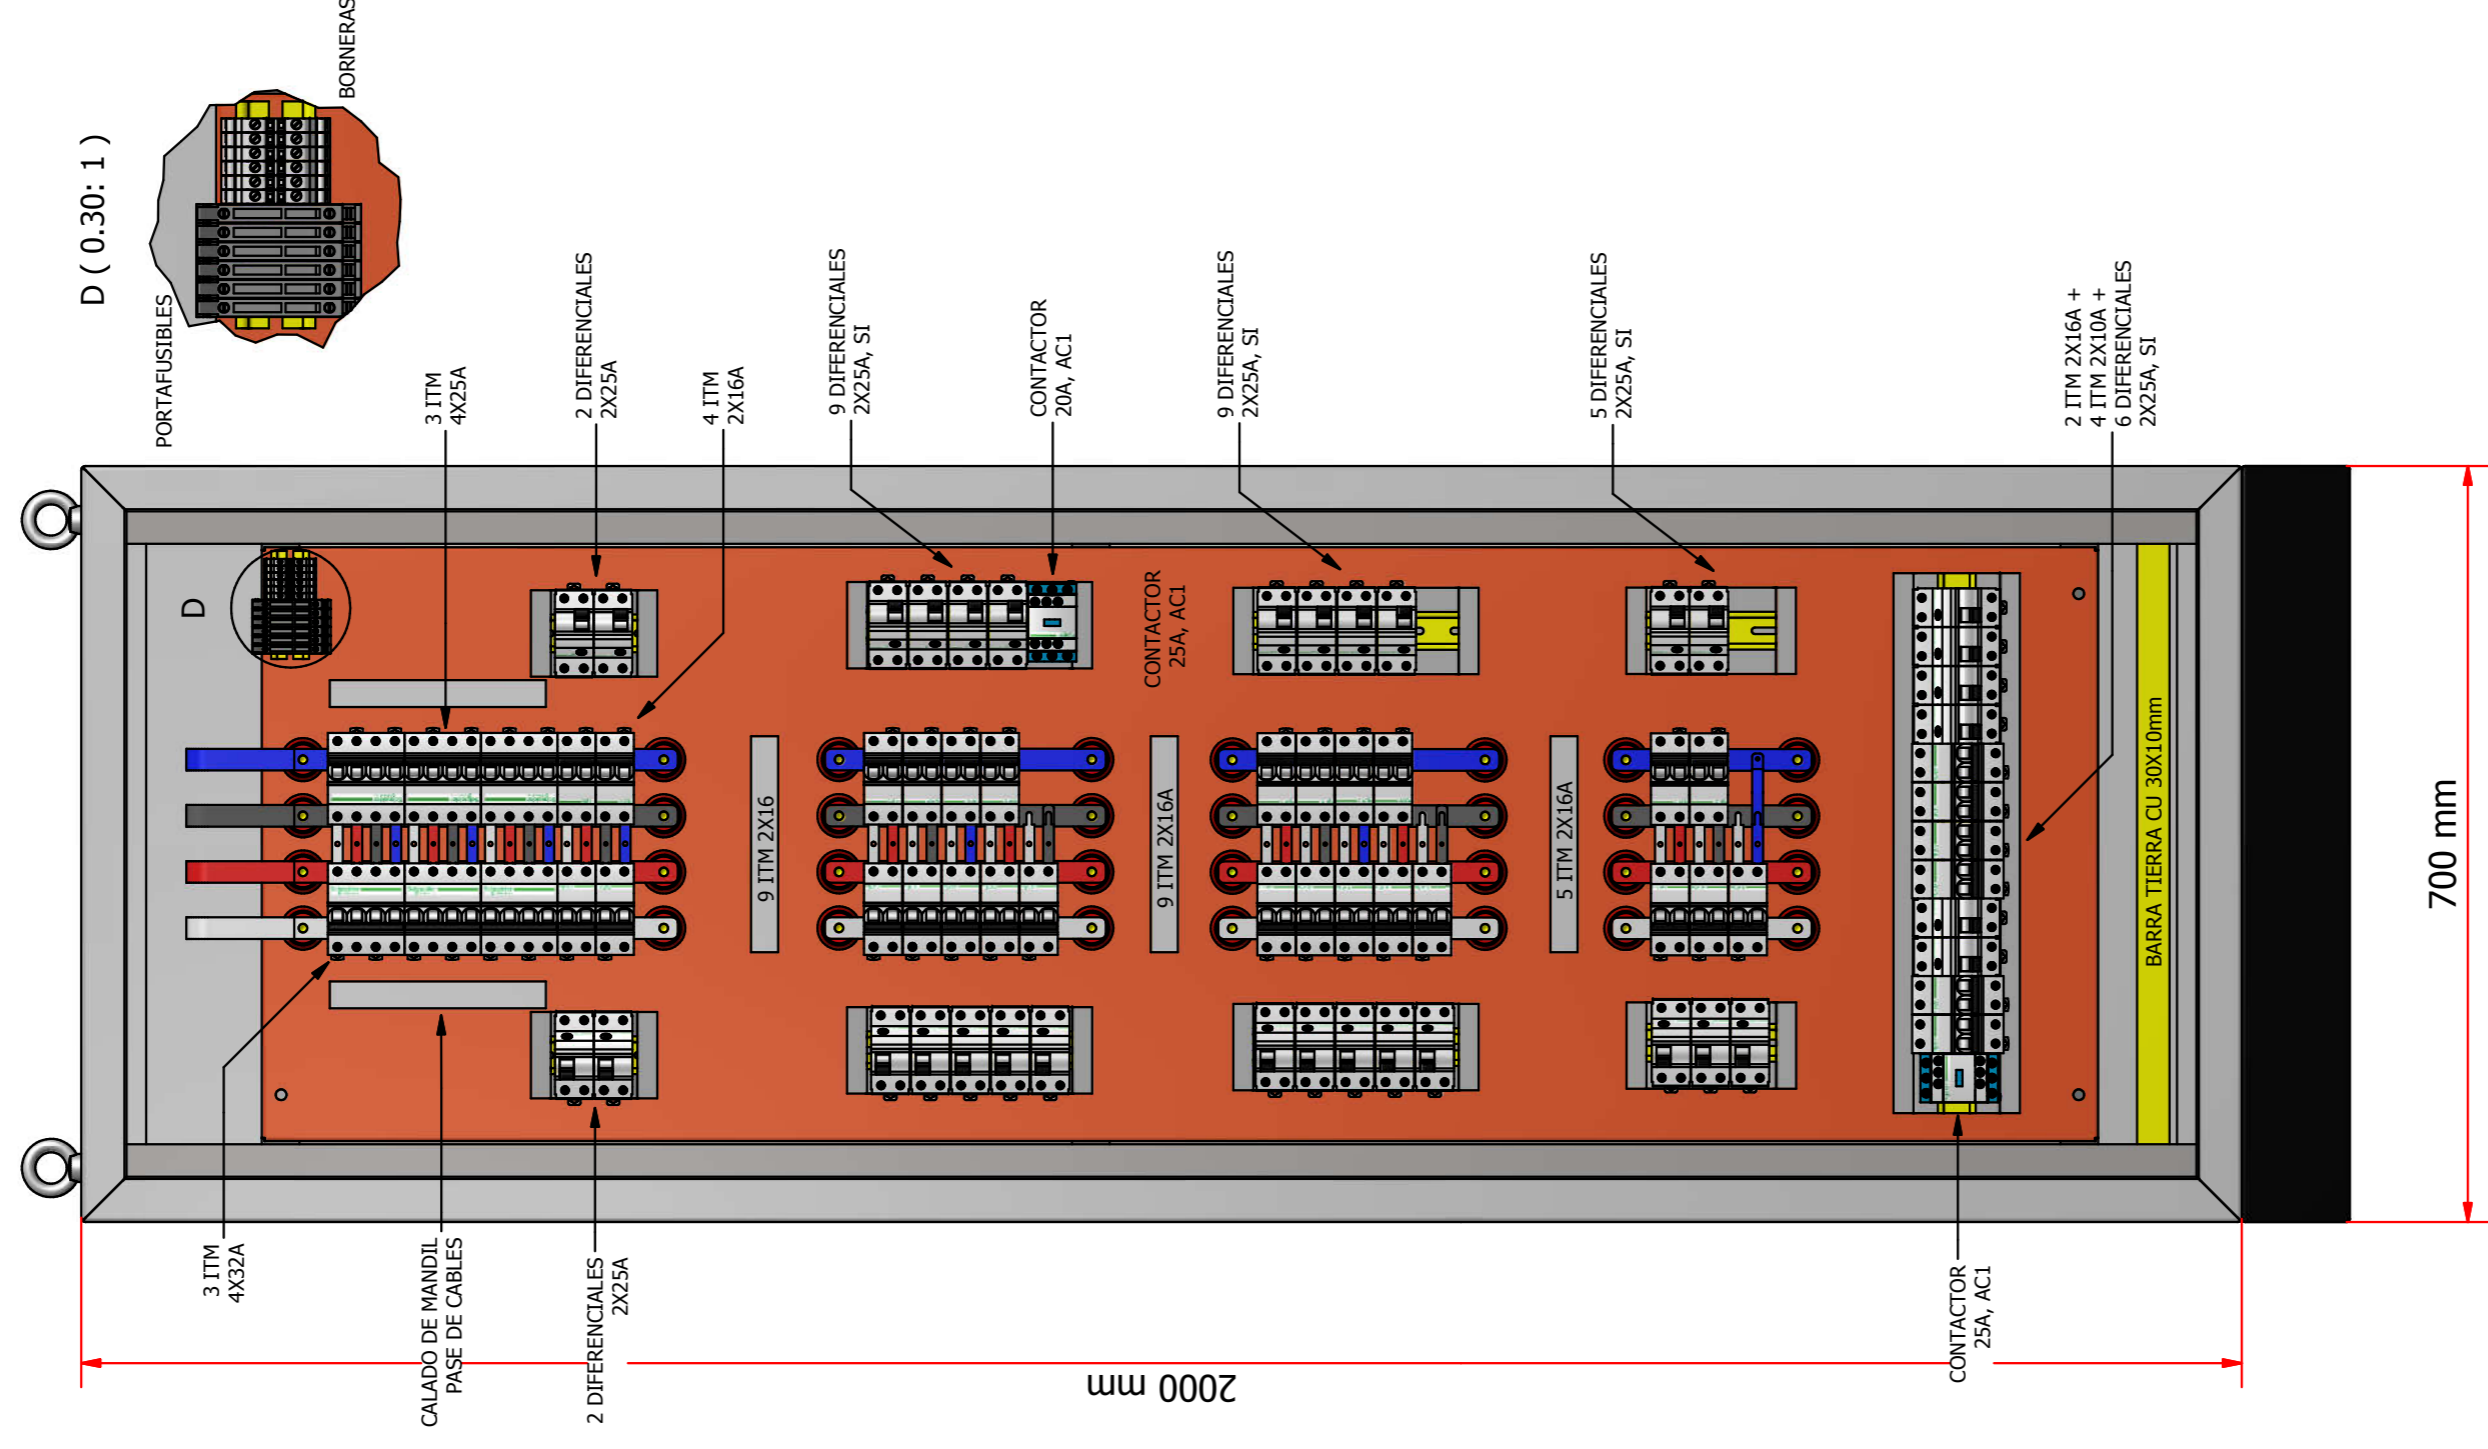 D ( 0.30: 1 )
PORTAFUSIBLES
BORNERAS
D
3 ITM
4X25A
2 DIFERENCIALES
2X25A
4 ITM
2X16A
9 DIFERENCIALES
2X25A, SI
CONTACTOR
20A, AC1
CONTACTOR
25A, AC1
9 DIFERENCIALES
2X25A, SI
5 DIFERENCIALES
2X25A, SI
2 ITM 2X16A +
4 ITM 2X10A +
6 DIFERENCIALES
2X25A, SI
9 ITM 2X16
9 ITM 2X16A
5 ITM 2X16A
BARRA TIERRA CU 30X10mm
3 ITM
4X32A
CALADO DE MANDIL
PASE DE CABLES
2 DIFERENCIALES
2X25A
CONTACTOR
25A, AC1
2000 mm
700 mm